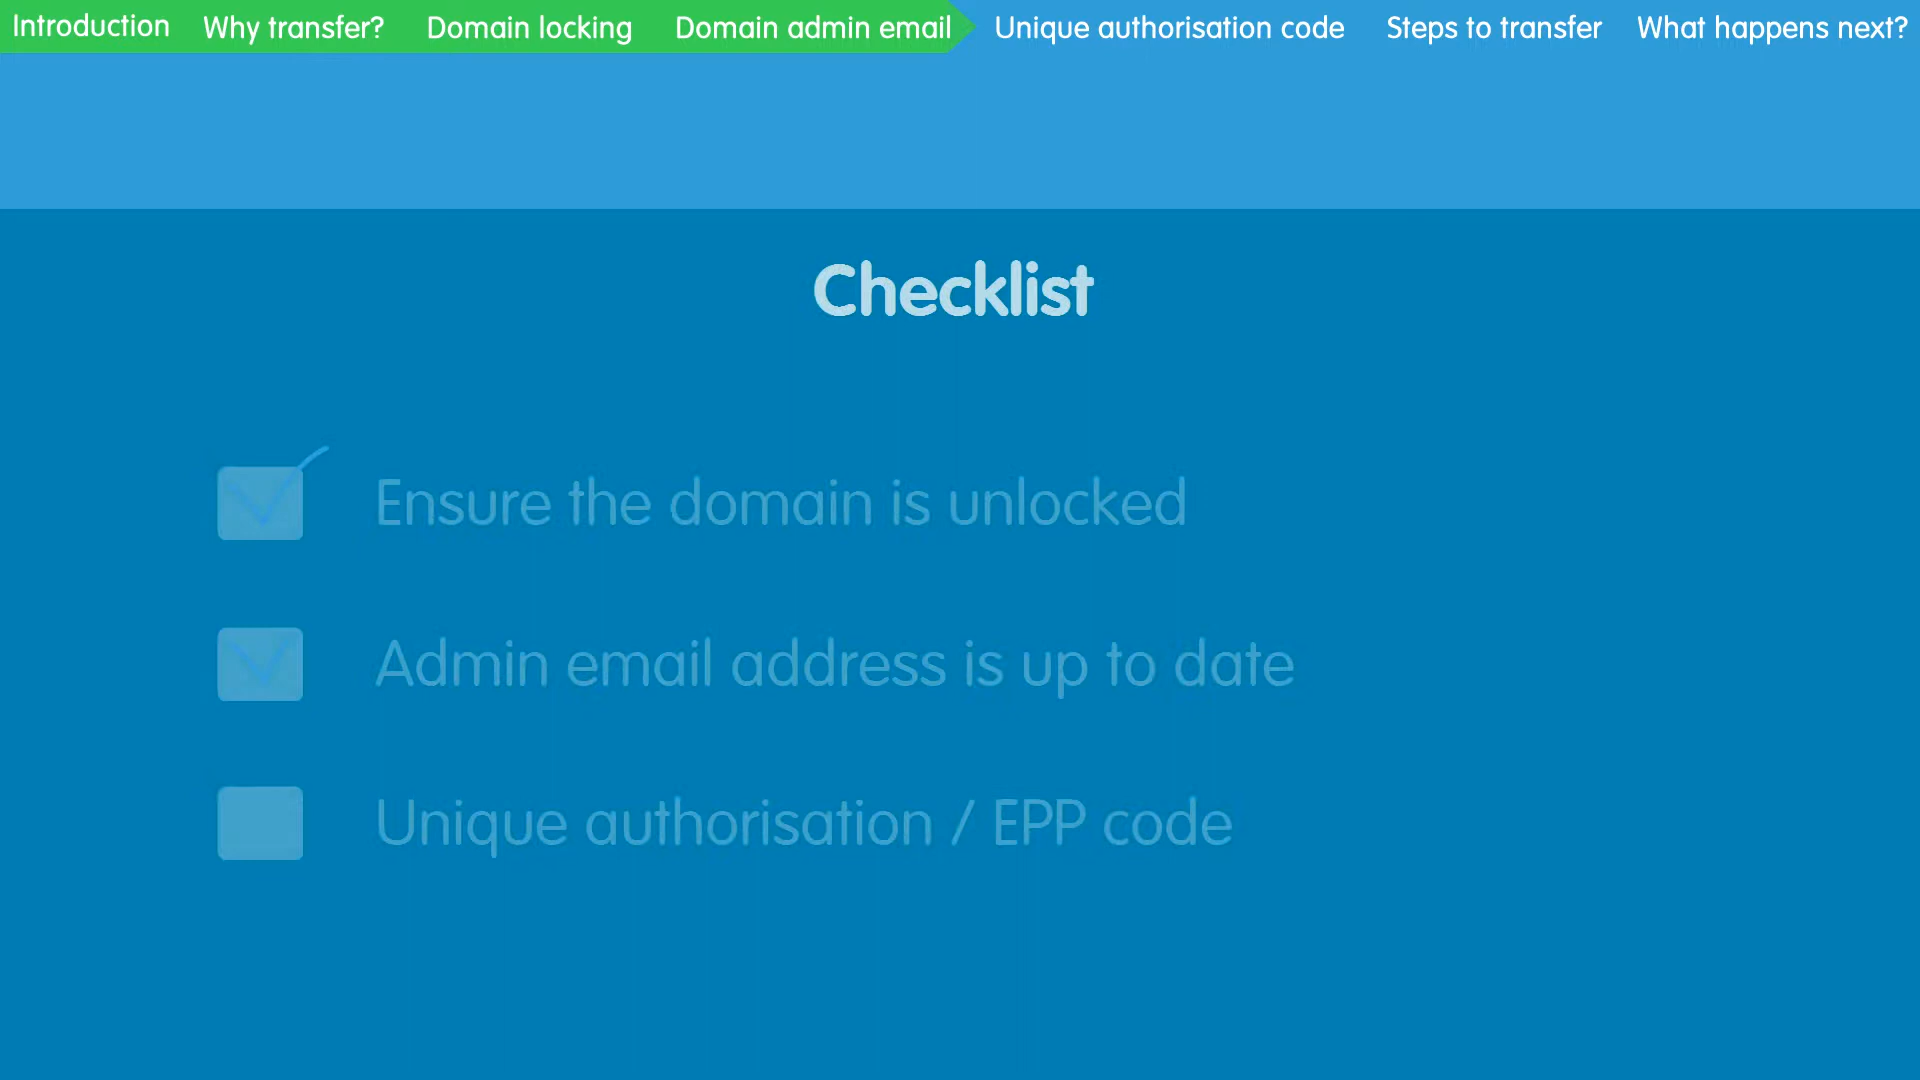 Introduction Why transfer? Domain locking Domain admin email Unique authorisation code Steps to transfer What happens next?
Checklist
Ensure the domain is unlocked
Admin email address is up to date
Unique authorisation / EPP code